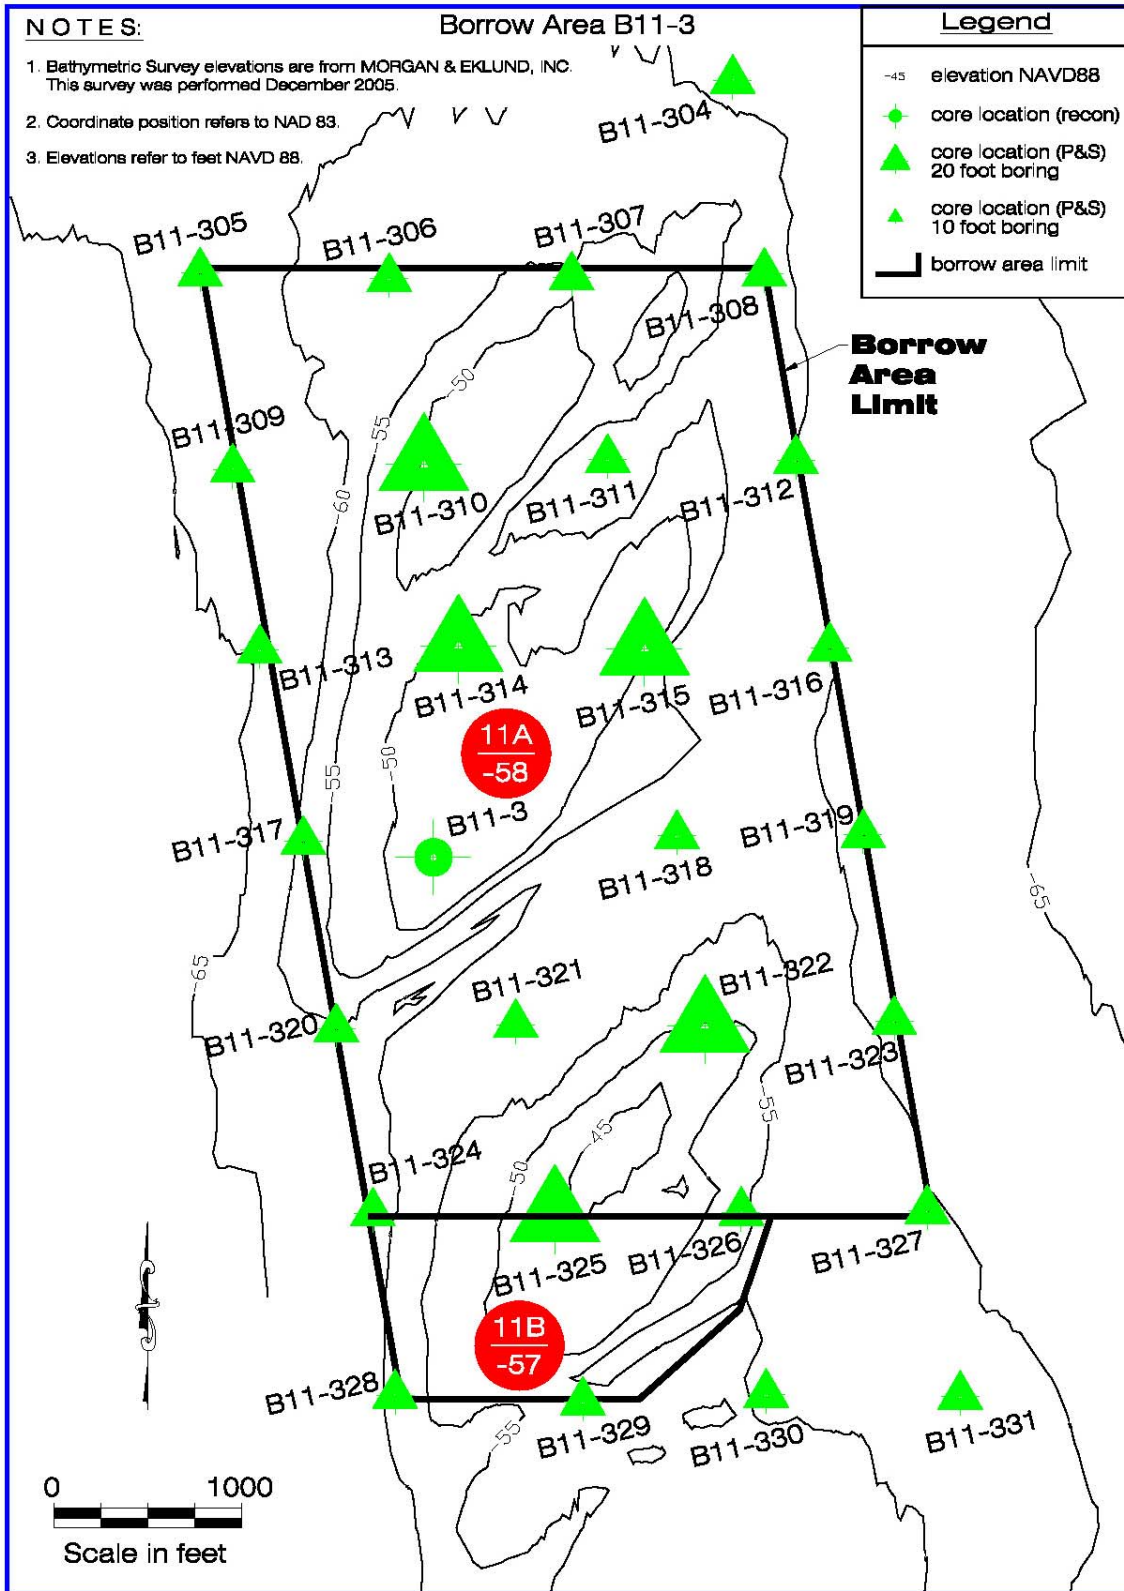 NOTES:
Borrow Area B11-3
Legend
1. Bathymetric Survey elevations are from MORGAN & EKLUND, INC.
This survey was performed December 2005.
2. Coordinate position refers to NAD 83.
3. Elevations refer to feet NAVD 88.
-45 elevation NAVD88
core location (recon)
core location (P&S)
20 foot boring
core location (P&S)
10 foot boring
borrow area limit
B11-304
B11-305
B11-306
B11-307
B11-308
Borrow
Area
Limit
-50
-55
B11-309
-60
B11-310
B11-311
B11-312
B11-313
B11-314
B11-315
B11-316
11A
-58
-50
-55
B11-3
B11-317
B11-318
B11-319
-65
-65
B11-320
B11-321
B11-322
B11-323
-55
-45
-50
B11-324
B11-325
B11-326
B11-327
11B
-57
B11-328
-55
B11-329
B11-330
B11-331
0 1000
Scale in feet